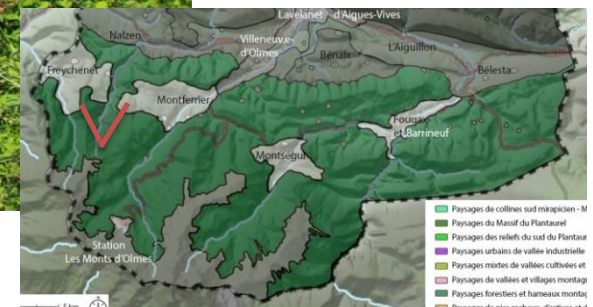 Lavelanet d'Aigues-Vives
Nalzen
Villeneuve-
d'Olmes
Bénaix
L'Aiguillon
Freychenet
Bélesta
Montferrier
Fougax-
et-Barrineuf
Montségur
Station
Les Monts d'Olmes
Paysages de collines sud mirapicien - M
Paysages du Massif du Plantaurel
Paysages des reliefs du sud du Plantaur
Paysages urbains de vallée industrielle
Paysages mixtes de vallées cultivées et
Paysages de vallées et villages montagn
Paysages forestiers et hameaux montag
5 km